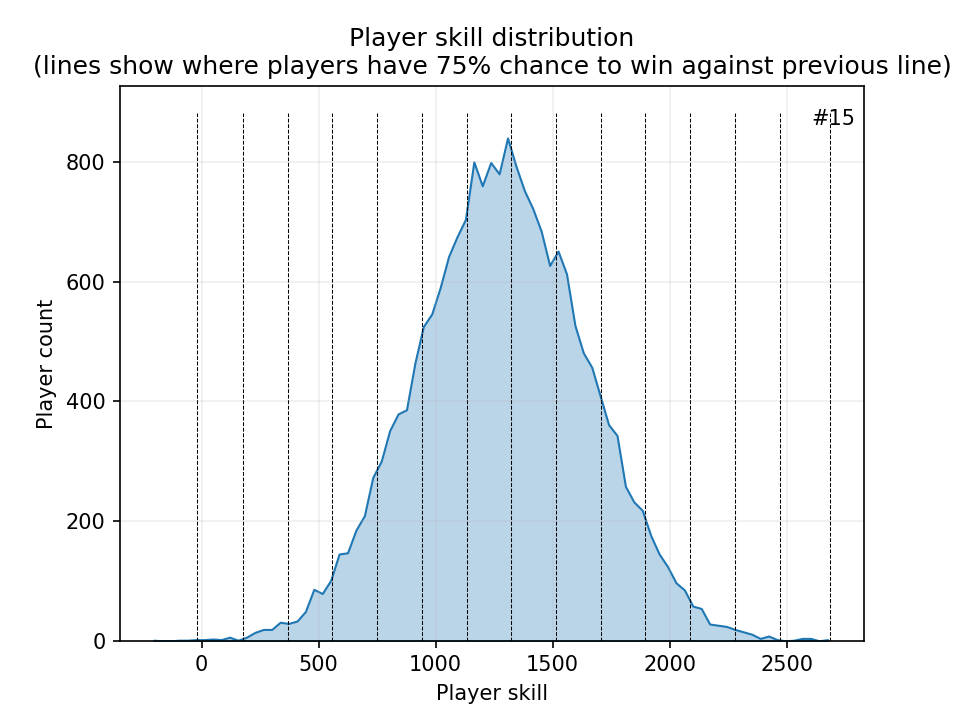 Player skill distribution
(lines show where players have 75% chance to win against previous line)
#15
800
600
400
200
0
Player count
0 500 1000 1500 2000 2500
Player skill